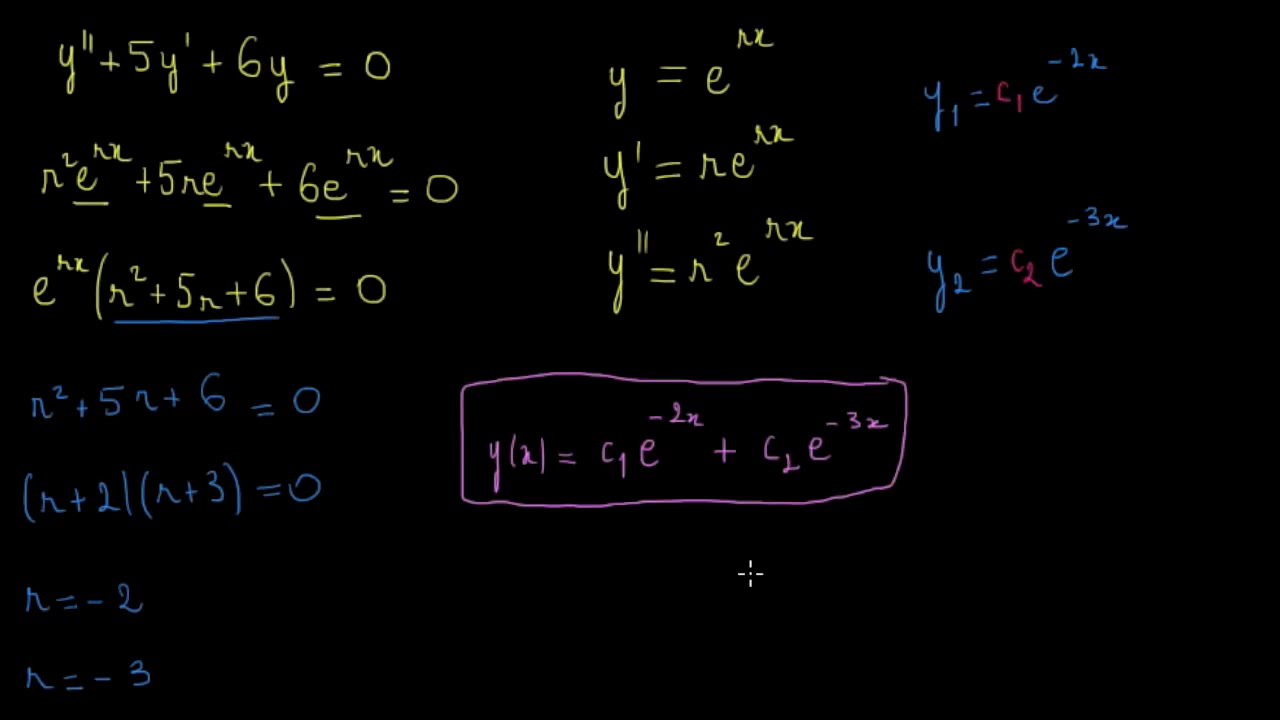 y'' + 5y' + 6y = 0
r²e^{rx} + 5re^{rx} + 6e^{rx} = 0
e^{rx}(r² + 5r + 6) = 0
r² + 5r + 6 = 0
(r + 2)(r + 3) = 0
r = -2
r = -3
y = e^{rx}
y' = re^{rx}
y'' = r²e^{rx}
y₁ = c₁e^{-2x}
y₂ = c₂e^{-3x}
y(x) = c₁e^{-2x} + c₂e^{-3x}